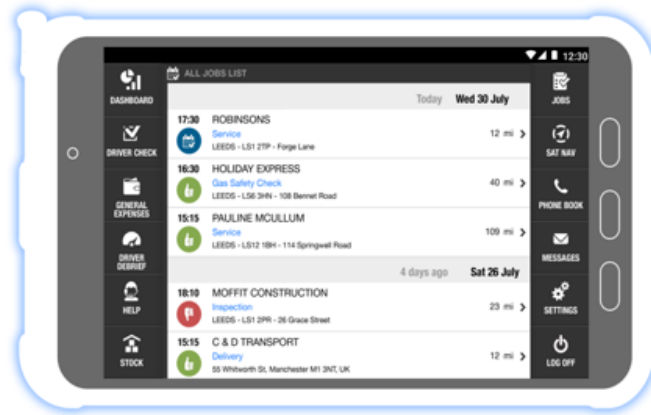 12:30
ALL JOBS LIST
DASHBOARD
DRIVER CHECK
GENERAL
EXPENSES
DRIVER
DEBRIEF
HELP
STOCK
Today Wed 30 July
17:30 ROBINSONS
Service
12 mi
LEEDS - LS1 2TP - Forge Lane
16:30 HOLIDAY EXPRESS
Gas Safety Check
40 mi
LEEDS - LS6 3HN - 108 Bennet Road
15:15 PAULINE MCULLUM
Service
109 mi
LEEDS - LS12 1BH - 114 Springwell Road
4 days ago Sat 26 July
18:10 MOFFIT CONSTRUCTION
Inspection
23 mi
LEEDS - LS1 2PR - 26 Grace Street
15:15 C & D TRANSPORT
Delivery
12 mi
55 Whitworth St, Manchester M1 3NT, UK
JOBS
SAT NAV
PHONE BOOK
MESSAGES
SETTINGS
LOG OFF